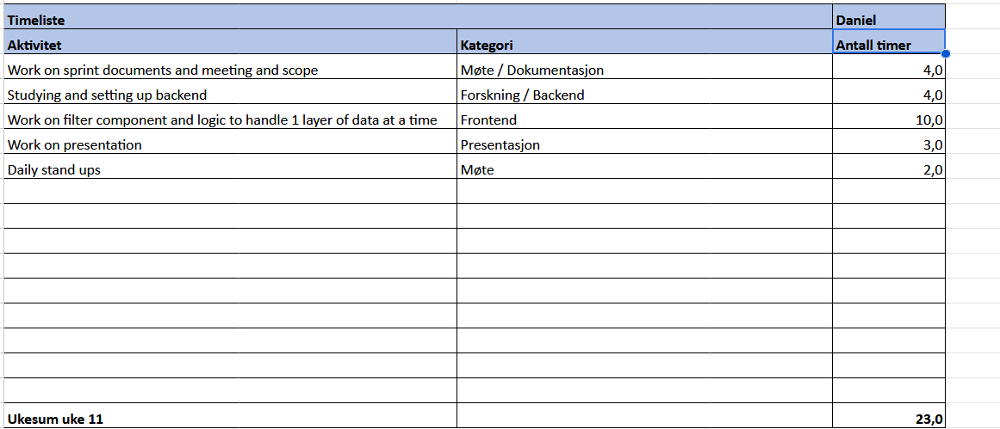 Timeliste Daniel
Aktivitet Kategori Antall timer
Work on sprint documents and meeting and scope Møte / Dokumentasjon 4,0
Studying and setting up backend Forskning / Backend 4,0
Work on filter component and logic to handle 1 layer of data at a time Frontend 10,0
Work on presentation Presentasjon 3,0
Daily stand ups Møte 2,0
Ukesum uke 11 23,0